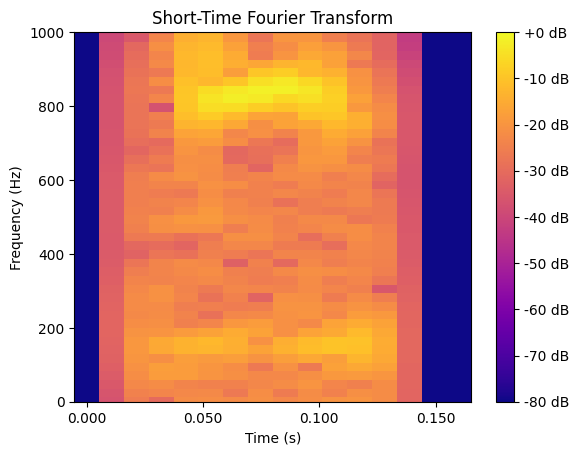 Short-Time Fourier Transform
1000
800
600
400
200
0
Frequency (Hz)
0.000
0.050
0.100
0.150
Time (s)
+0 dB
-10 dB
-20 dB
-30 dB
-40 dB
-50 dB
-60 dB
-70 dB
-80 dB